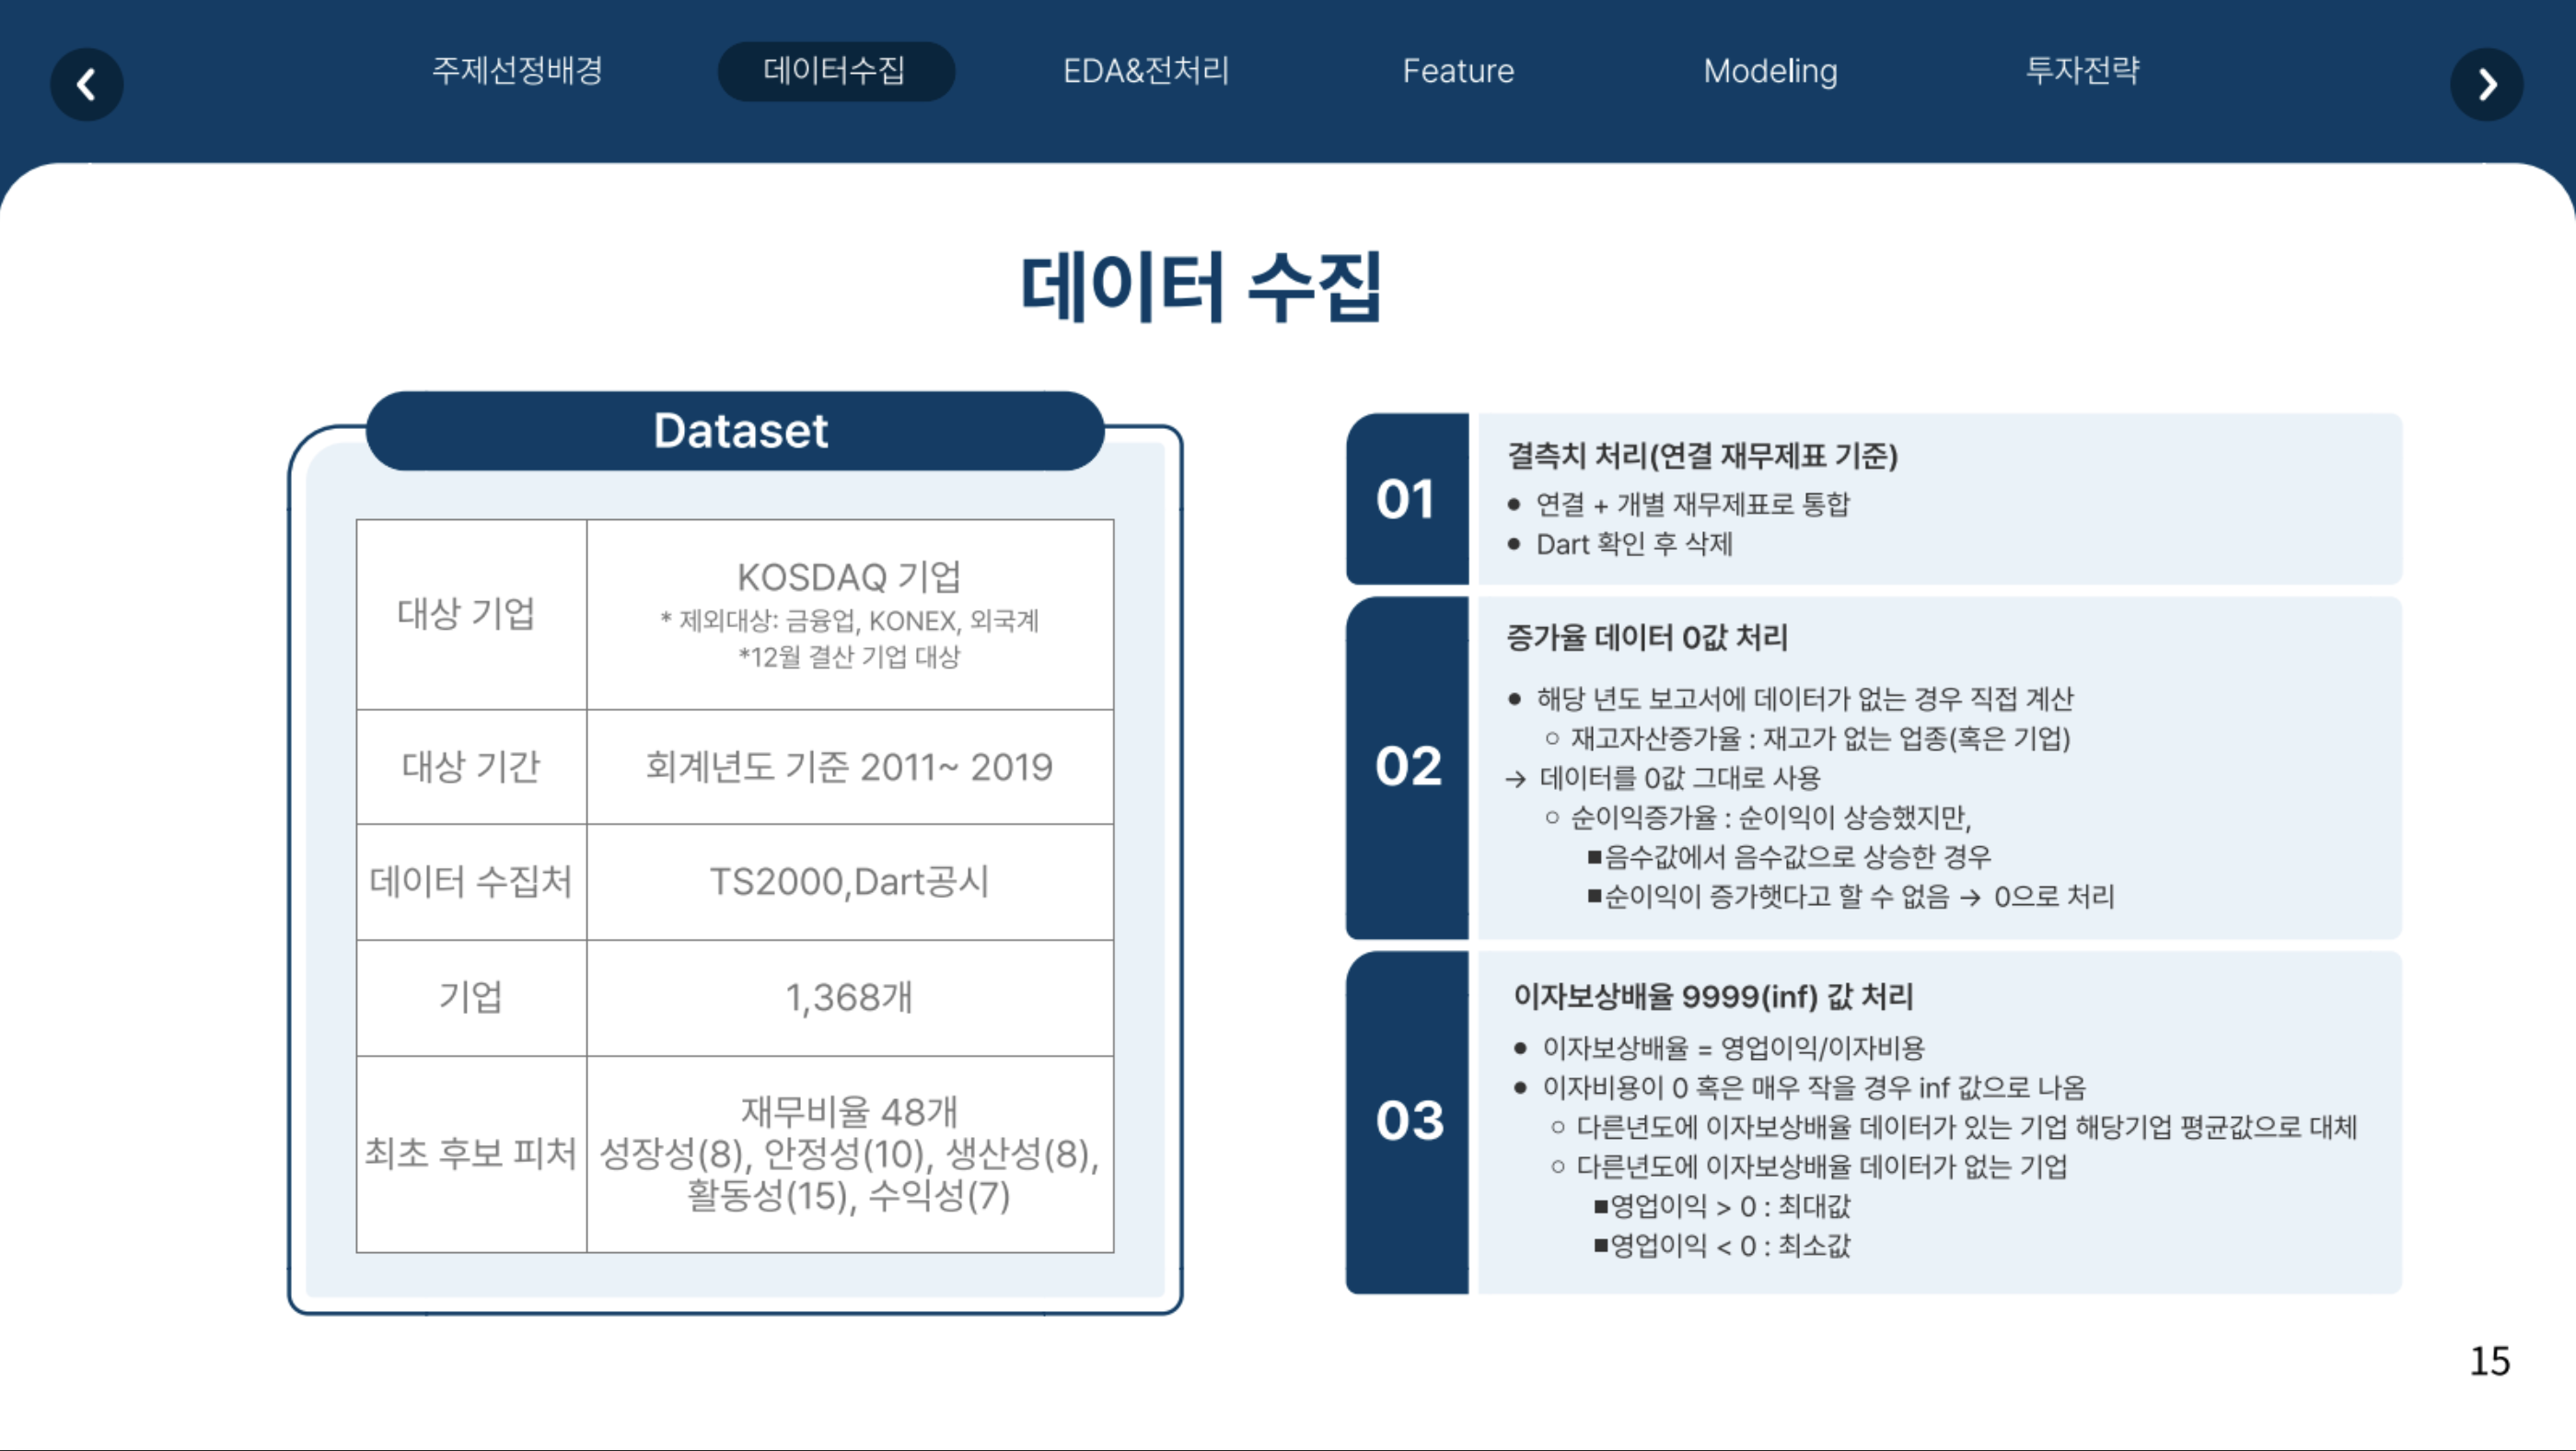 주제선정배경
데이터수집
EDA&전처리
Feature
Modeling
투자전략
데이터 수집
Dataset
대상 기업
KOSDAQ 기업
* 제외대상: 금융업, KONEX, 외국계
*12월 결산 기업 대상
대상 기간
회계년도 기준 2011~ 2019
데이터 수집처
TS2000,Dart공시
기업
1,368개
최초 후보 피처
재무비율 48개
성장성(8), 안정성(10), 생산성(8),
활동성(15), 수익성(7)
01
결측치 처리(연결 재무제표 기준)
● 연결 + 개별 재무제표로 통합
● Dart 확인 후 삭제
02
증가율 데이터 0값 처리
● 해당 년도 보고서에 데이터가 없는 경우 직접 계산
○ 재고자산증가율 : 재고가 없는 업종(혹은 기업)
→ 데이터를 0값 그대로 사용
○ 순이익증가율 : 순이익이 상승했지만,
■음수값에서 음수값으로 상승한 경우
■순이익이 증가햇다고 할 수 없음 → 0으로 처리
03
이자보상배율 9999(inf) 값 처리
● 이자보상배율 = 영업이익/이자비용
● 이자비용이 0 혹은 매우 작을 경우 inf 값으로 나옴
○ 다른년도에 이자보상배율 데이터가 있는 기업 해당기업 평균값으로 대체
○ 다른년도에 이자보상배율 데이터가 없는 기업
■영업이익 > 0 : 최대값
■영업이익 < 0 : 최소값
15